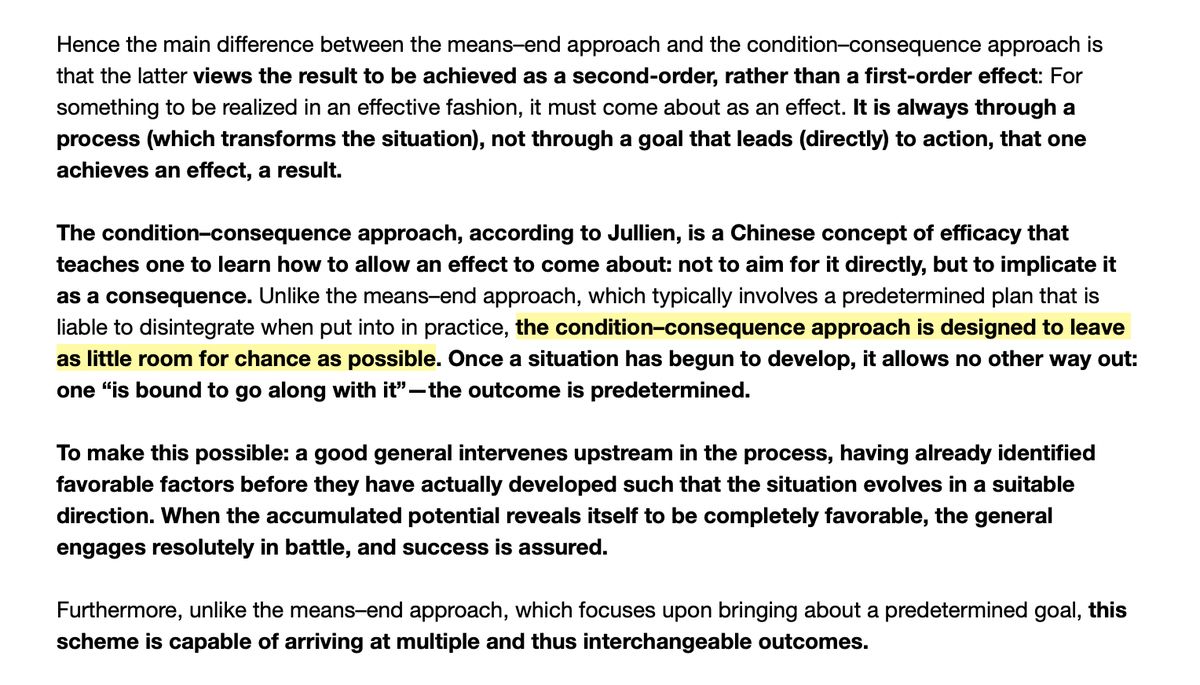 Hence the main difference between the means–end approach and the condition–consequence approach is
that the latter views the result to be achieved as a second-order, rather than a first-order effect: For
something to be realized in an effective fashion, it must come about as an effect. It is always through a
process (which transforms the situation), not through a goal that leads (directly) to action, that one
achieves an effect, a result.
The condition–consequence approach, according to Jullien, is a Chinese concept of efficacy that
teaches one to learn how to allow an effect to come about: not to aim for it directly, but to implicate it
as a consequence. Unlike the means–end approach, which typically involves a predetermined plan that is
liable to disintegrate when put into in practice, the condition–consequence approach is designed to leave
as little room for chance as possible. Once a situation has begun to develop, it allows no other way out:
one “is bound to go along with it”—the outcome is predetermined.
To make this possible: a good general intervenes upstream in the process, having already identified
favorable factors before they have actually developed such that the situation evolves in a suitable
direction. When the accumulated potential reveals itself to be completely favorable, the general
engages resolutely in battle, and success is assured.
Furthermore, unlike the means–end approach, which focuses upon bringing about a predetermined goal, this
scheme is capable of arriving at multiple and thus interchangeable outcomes.